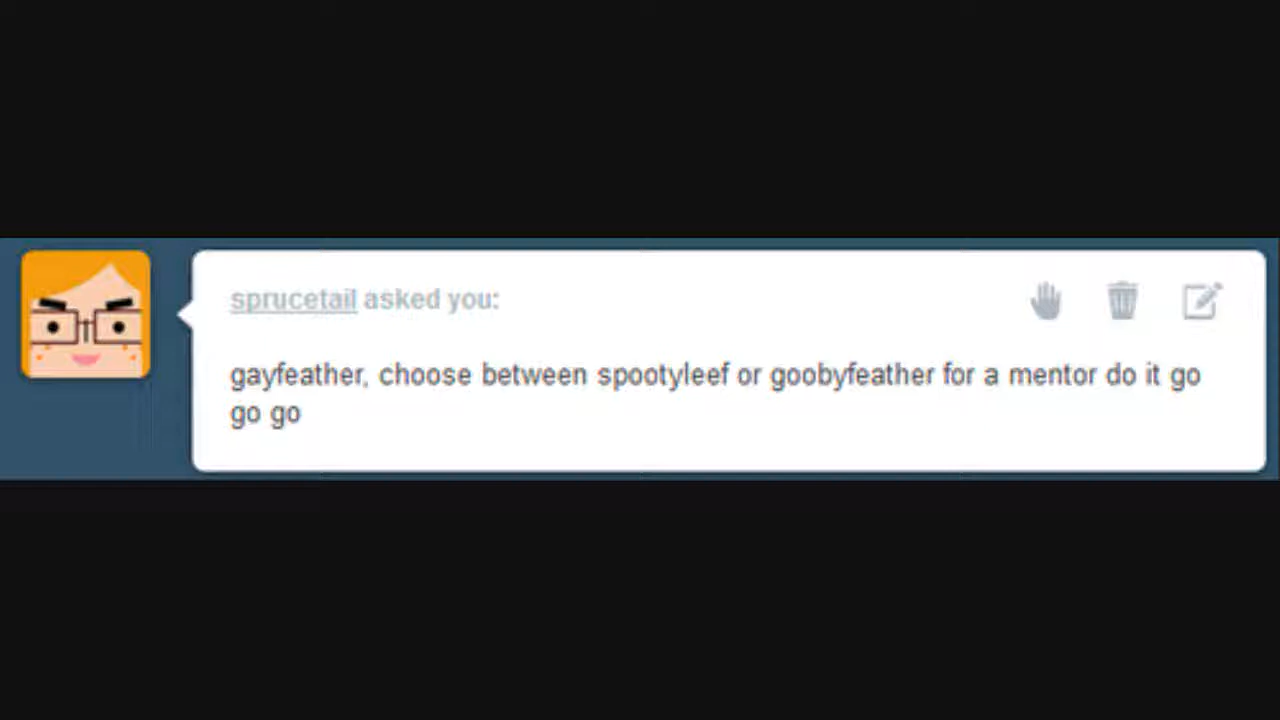 sprucetail asked you:
gayfeather, choose between spootyleef or goobyfeather for a mentor do it go
go go